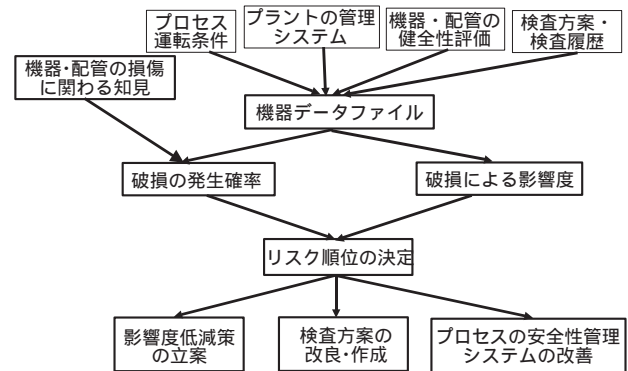 プロセス
運転条件
プラントの管理
システム
機器・配管の
健全性評価
検査方案・
検査履歴
機器・配管の損傷
に関わる知見
機器データファイル
破損の発生確率
破損による影響度
リスク順位の決定
影響度低減策
の立案
検査方案の
改良・作成
プロセスの安全性管理
システムの改善